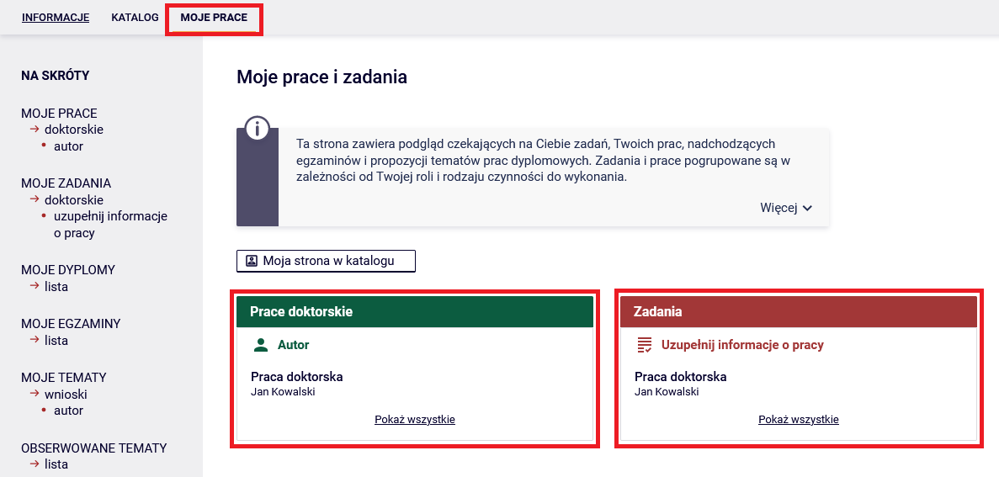 INFORMACJE KATALOG MOJE PRACE
NA SKRÓTY
MOJE PRACE
doktorskie
autor
MOJE ZADANIA
doktorskie
uzupełnij informacje
o pracy
MOJE DYPLOMY
lista
MOJE EGZAMINY
lista
MOJE TEMATY
wnioski
autor
OBSERWOWANE TEMATY
lista
Moje prace i zadania
Ta strona zawiera podgląd czekających na Ciebie zadań, Twoich prac, nadchodzących
egzaminów i propozycji tematów prac dyplomowych. Zadania i prace pogrupowane są w
zależności od Twojej roli i rodzaju czynności do wykonania.
Więcej
Moja strona w katalogu
Prace doktorskie
Autor
Praca doktorska
Jan Kowalski
Pokaż wszystkie
Zadania
Uzupełnij informacje o pracy
Praca doktorska
Jan Kowalski
Pokaż wszystkie